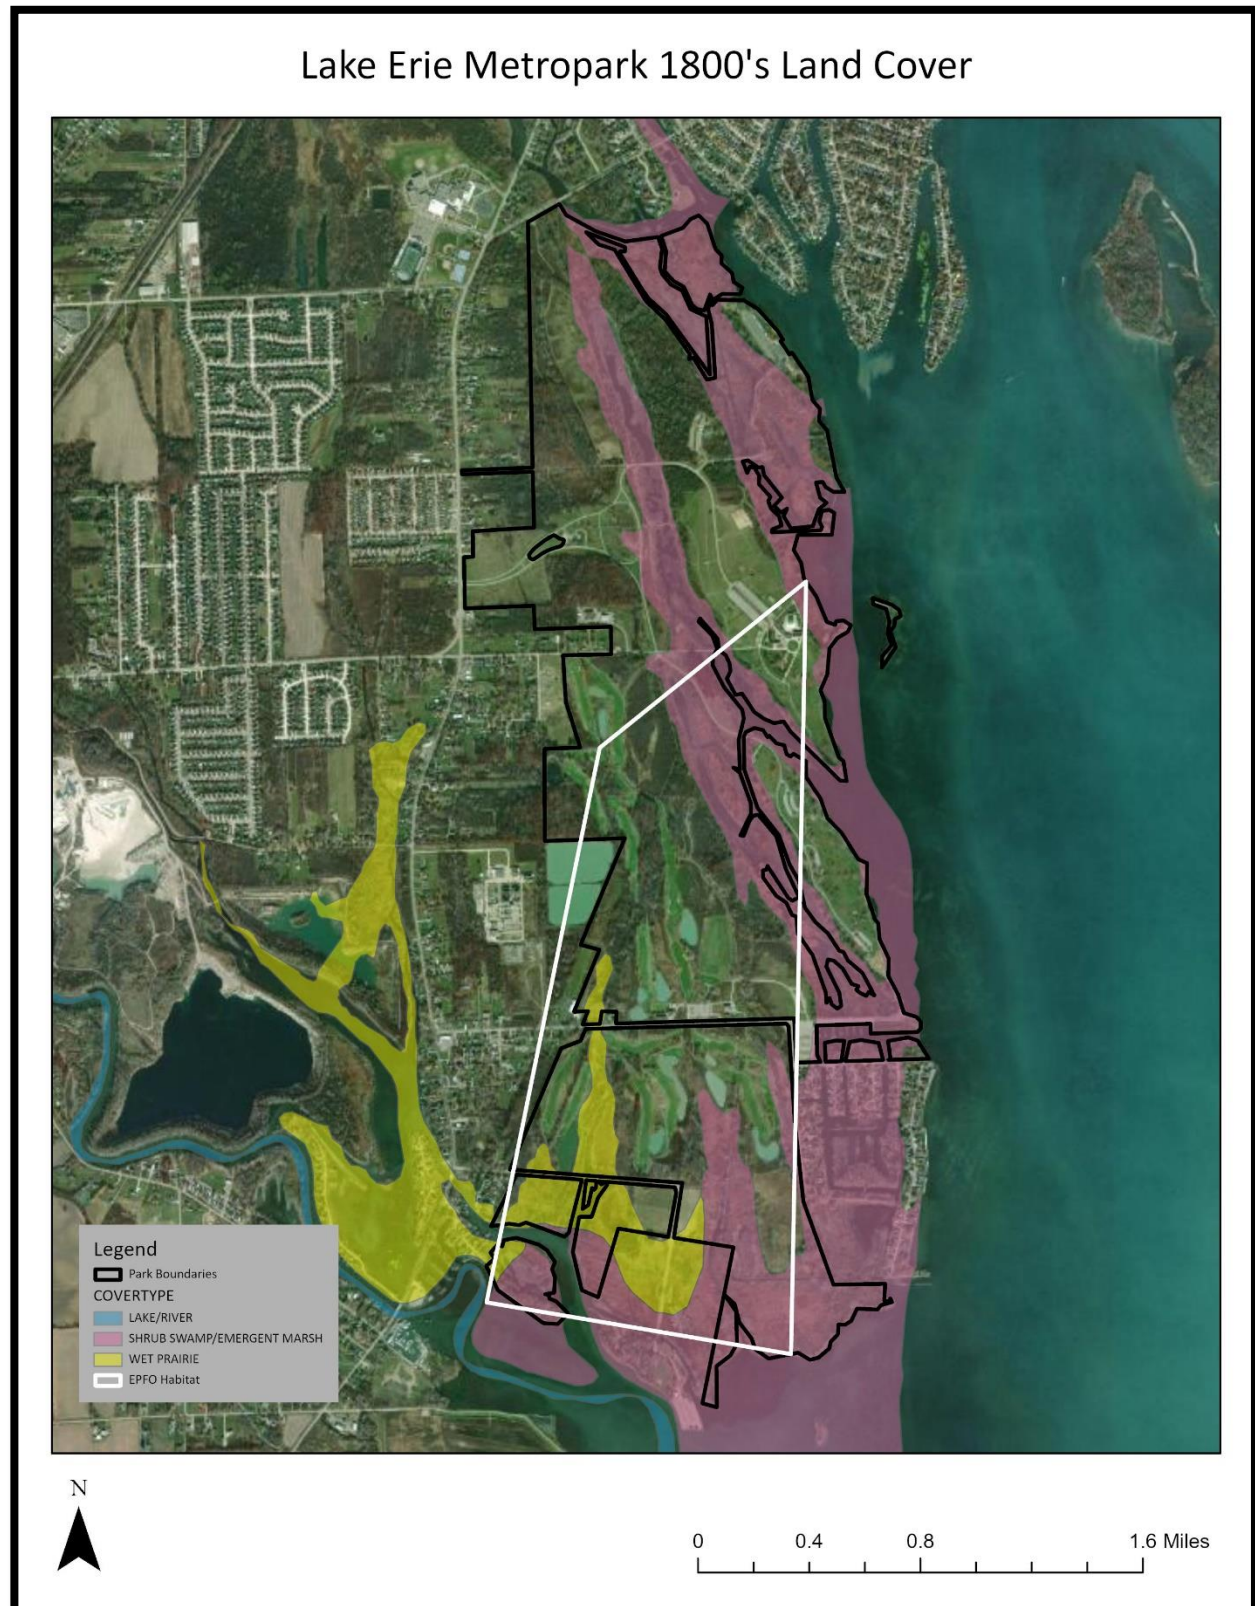 Lake Erie Metropark 1800's Land Cover
Legend
Park Boundaries
COVERTYPE
LAKE/RIVER
SHRUB SWAMP/EMERGENT MARSH
WET PRAIRIE
EPFO Habitat
N
0 0.4 0.8 1.6 Miles